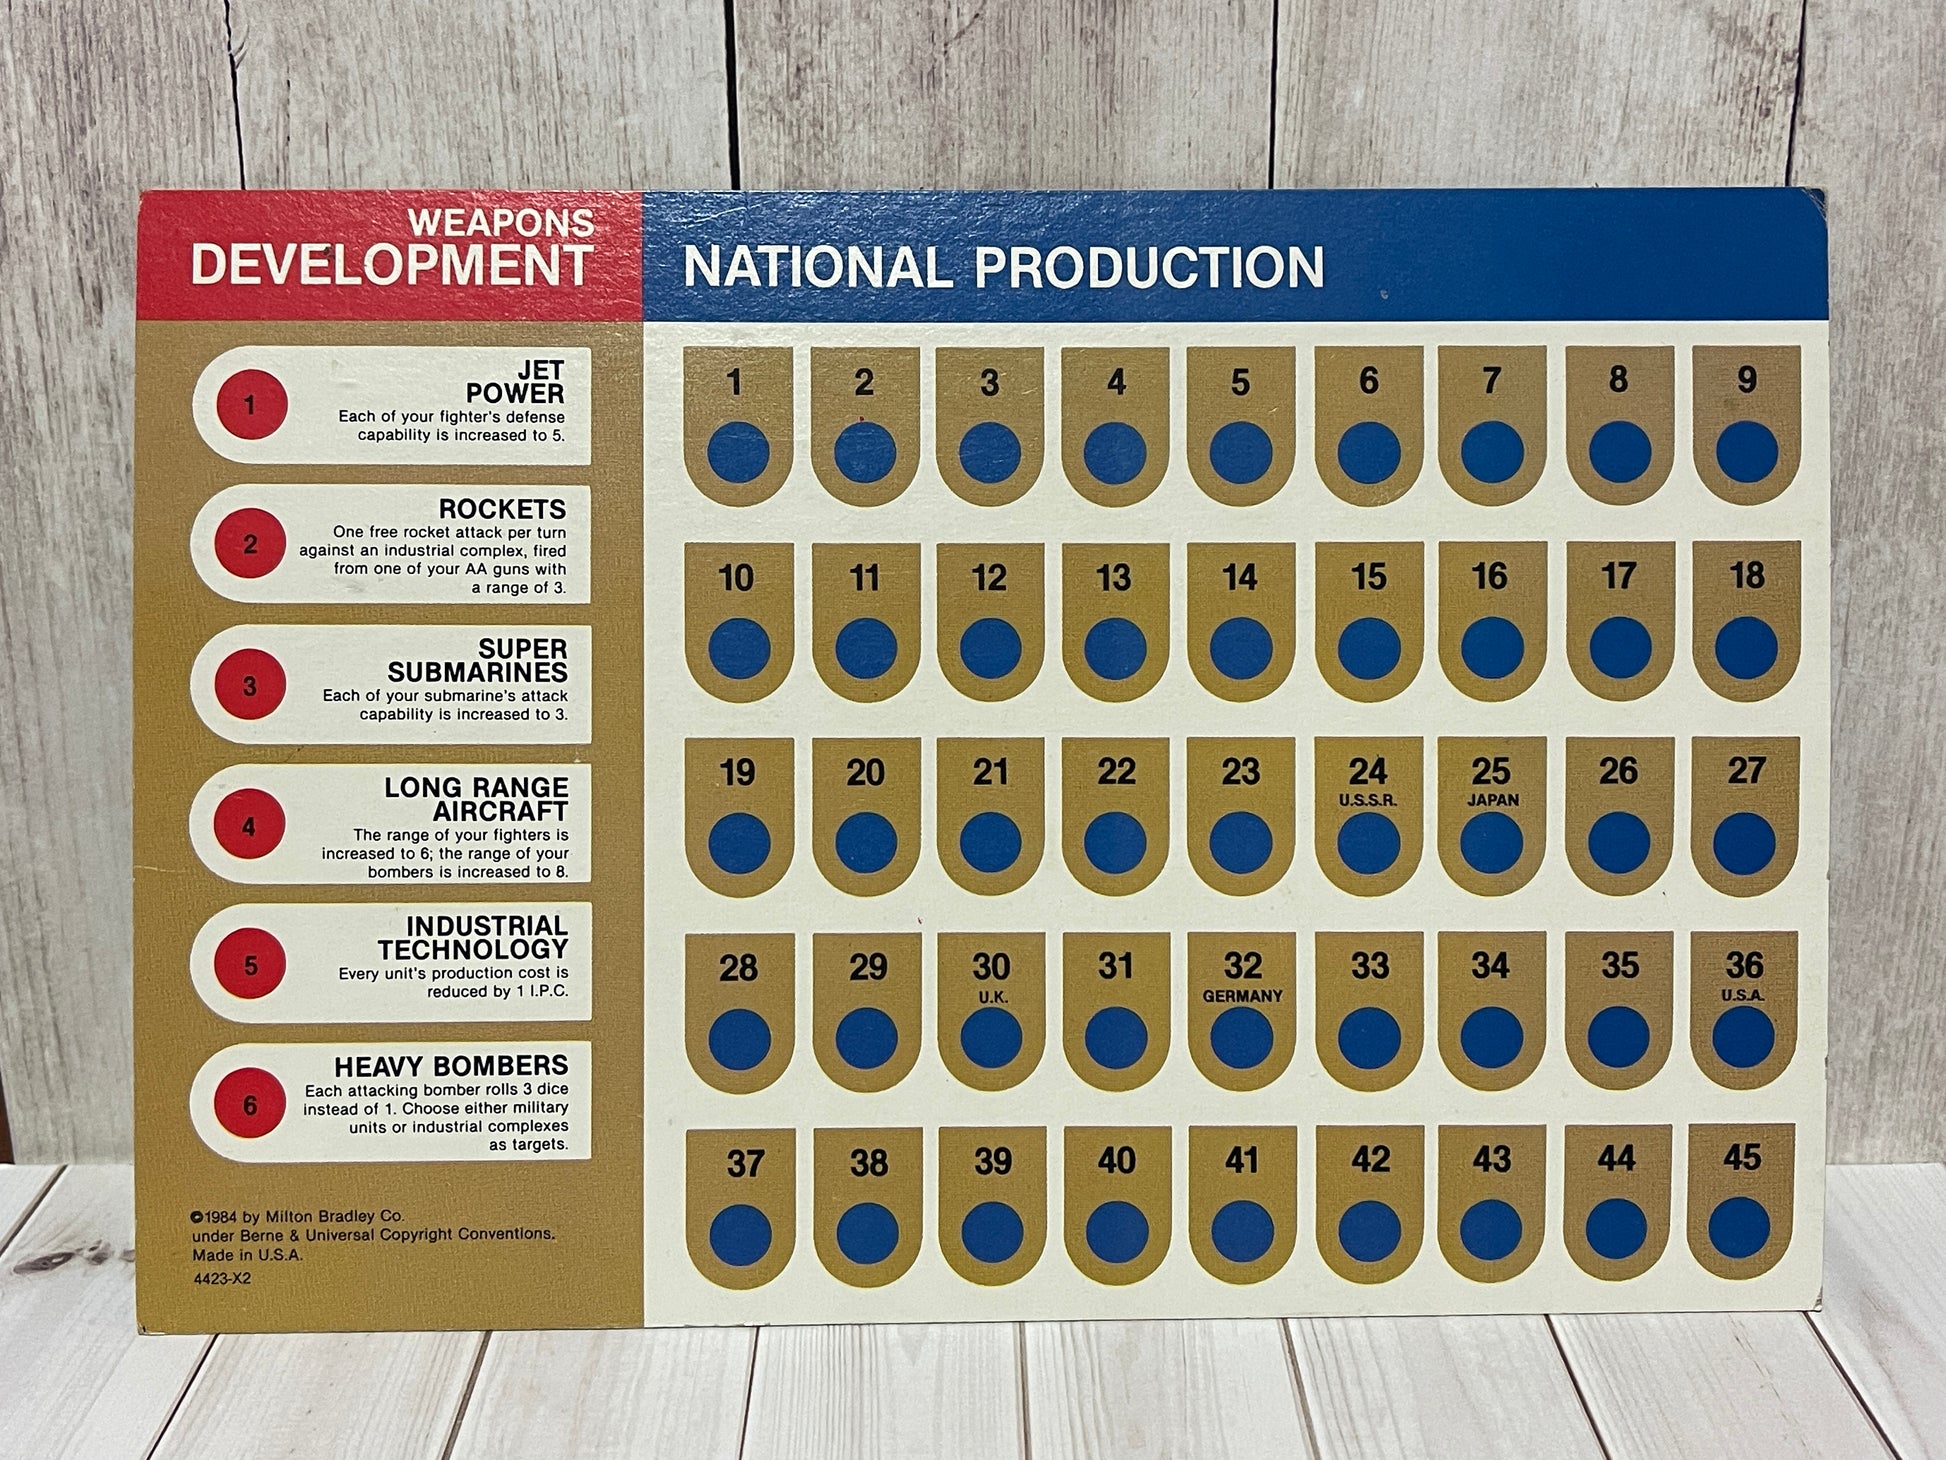 WEAPONS
DEVELOPMENT
1
JET
POWER
Each of your fighter's defense
capability is increased to 5.
2
ROCKETS
One free rocket attack per turn
against an industrial complex, fired
from one of your AA guns with
a range of 3.
3
SUPER
SUBMARINES
Each of your submarine's attack
capability is increased to 3.
4
LONG RANGE
AIRCRAFT
The range of your fighters is
increased to 6; the range of your
bombers is increased to 8.
5
INDUSTRIAL
TECHNOLOGY
Every unit's production cost is
reduced by 1 I.P.C.
6
HEAVY BOMBERS
Each attacking bomber rolls 3 dice
instead of 1. Choose either military
units or industrial complexes
as targets.
©1984 by Milton Bradley Co.
under Berne & Universal Copyright Conventions.
Made in U.S.A.
4423-X2
NATIONAL PRODUCTION
1 2 3 4 5 6 7 8 9
10 11 12 13 14 15 16 17 18
19 20 21 22 23 24 25 26 27
U.S.S.R. JAPAN
28 29 30 31 32 33 34 35 36
U.K. GERMANY U.S.A.
37 38 39 40 41 42 43 44 45